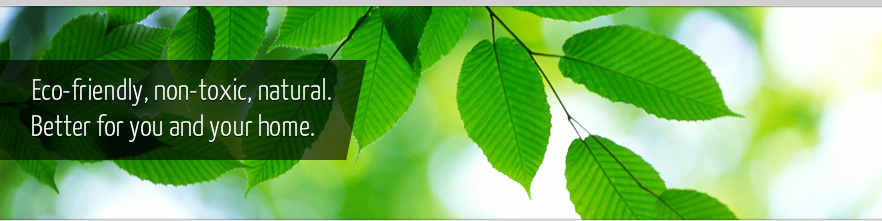 Eco-friendly, non-toxic, natural.
Better for you and your home.